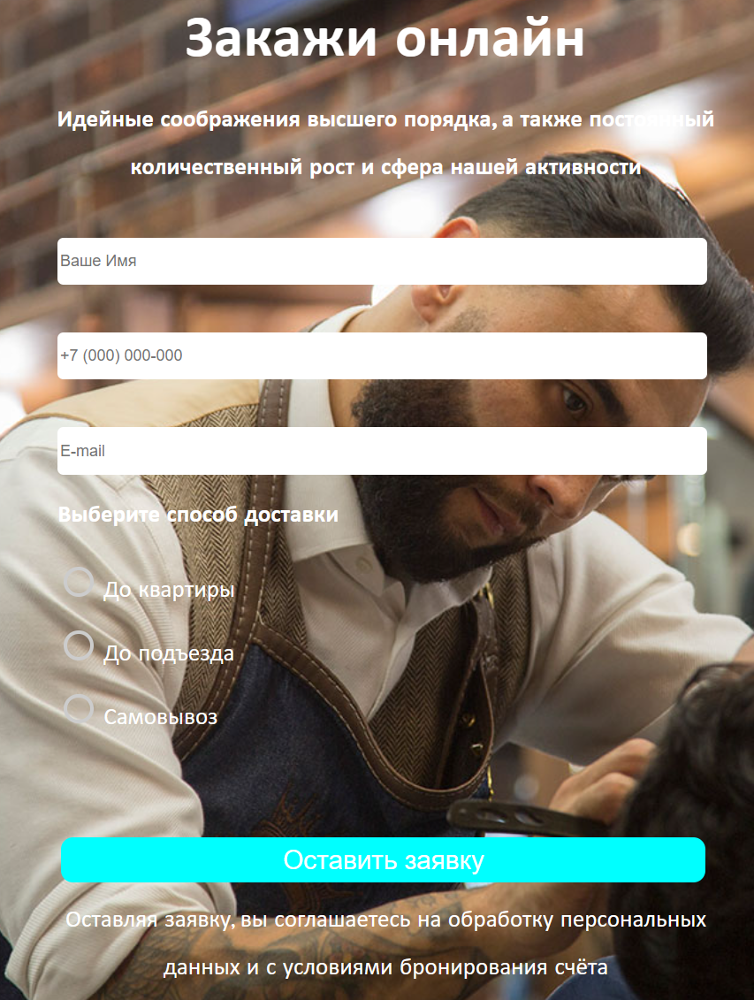 Закажи онлайн
Идейные соображения высшего порядка, а также постоянный
количественный рост и сфера нашей активности
Ваше Имя
+7 (000) 000-000
E-mail
Выберите способ доставки
До квартиры
До подъезда
Самовывоз
Оставить заявку
Оставляя заявку, вы соглашаетесь на обработку персональных
данных и с условиями бронирования счёта